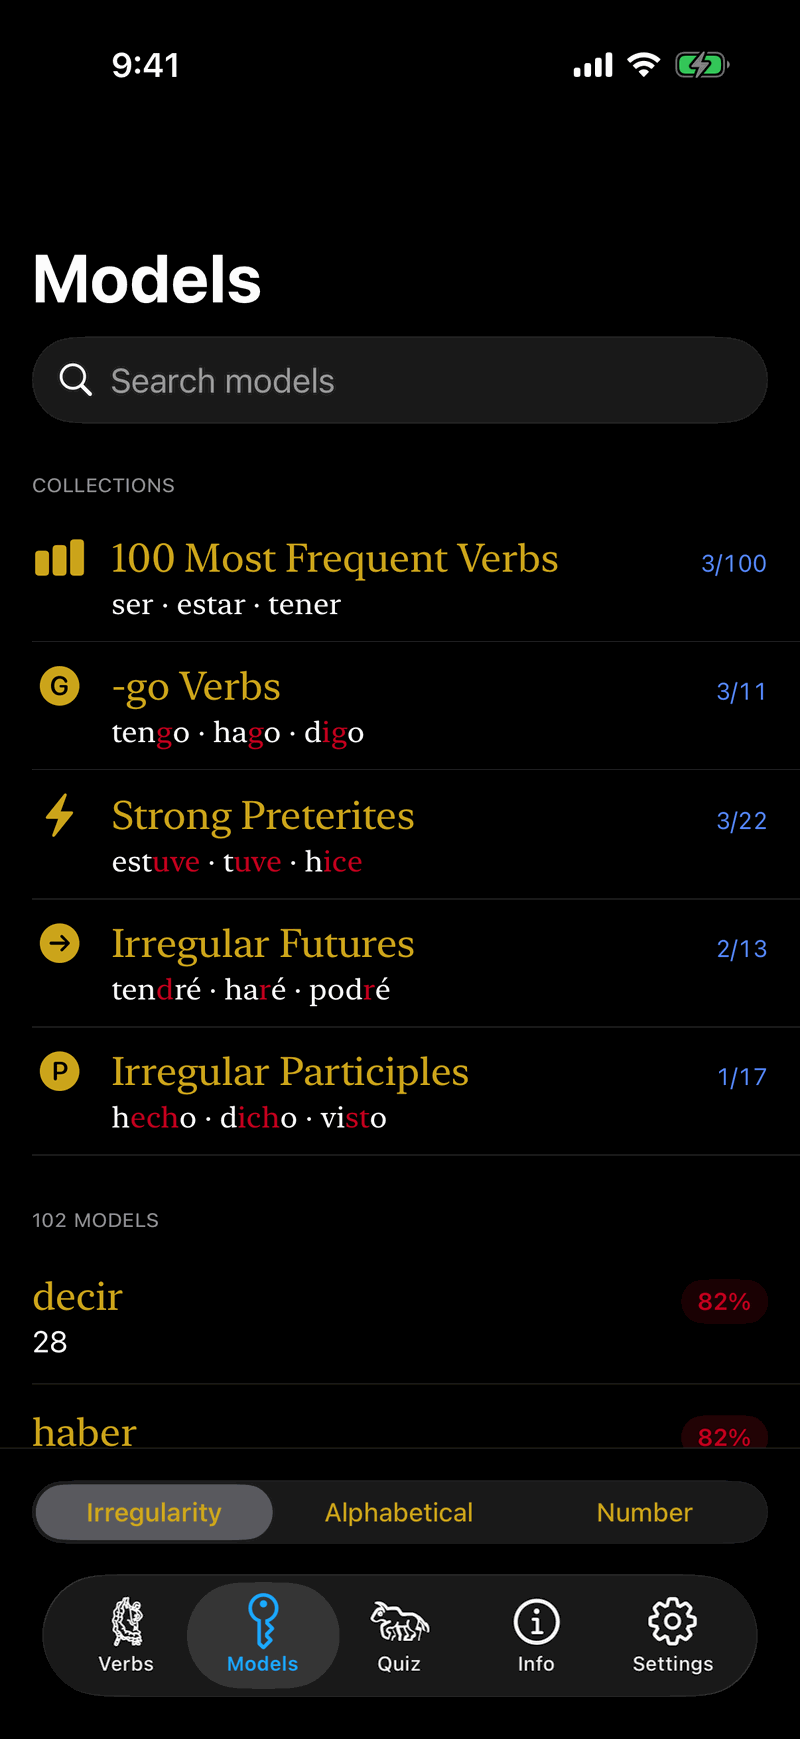 9:41
Models
Search models
COLLECTIONS
100 Most Frequent Verbs
3/100
ser · estar · tener
G
-go Verbs
3/11
tengo · hago · digo
Strong Preterites
3/22
estuve · tuve · hice
Irregular Futures
2/13
tendré · haré · podré
P
Irregular Participles
1/17
hecho · dicho · visto
102 MODELS
decir
82%
28
haber
82%
Irregularity
Alphabetical
Number
Verbs
Models
Quiz
Info
Settings